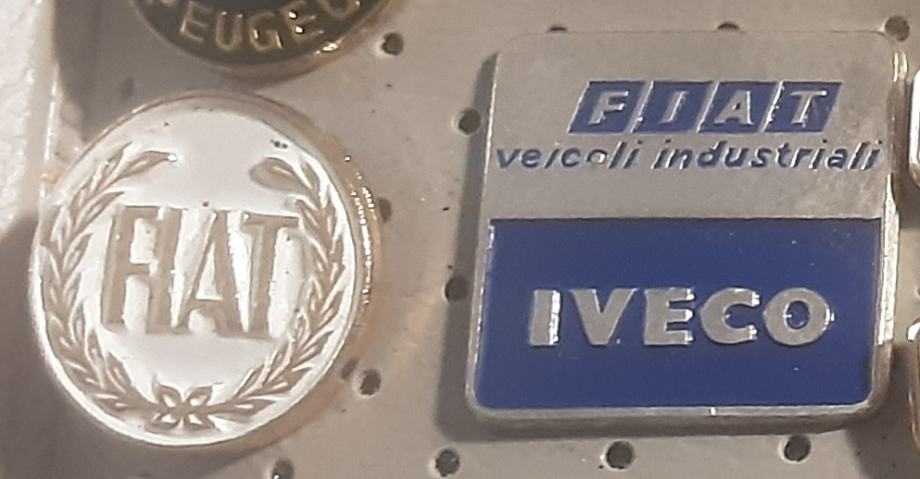 PEUGEO
FIAT
FIAT
veicoli industriali
IVECO